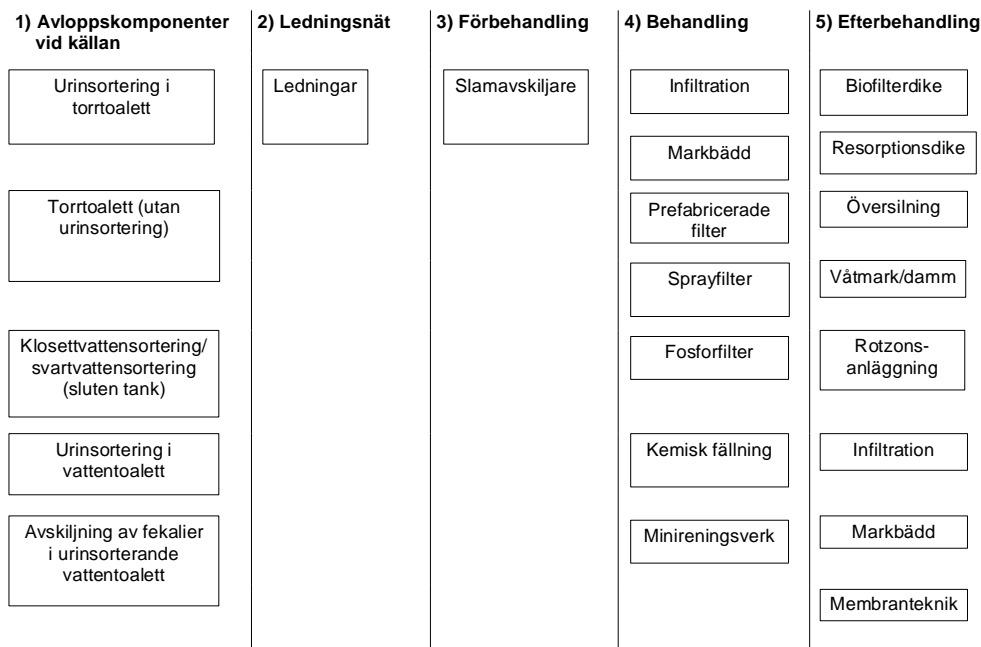 1) Avloppskomponenter
vid källan
Urinsortering i
torrtoalett
Torrtoalett (utan
urinsortering)
Klosettvattensortering/
svartvattensortering
(sluten tank)
Urinsortering i
vattentoalett
Avskiljning av fekalier
i urinsorterande
vattentoalett
2) Ledningsnät
Ledningar
3) Förbehandling
Slamavskiljare
4) Behandling
Infiltration
Markbädd
Prefabricerade
filter
Sprayfilter
Fosforfilter
Kemisk fällning
Minireningsverk
5) Efterbehandling
Biofilterdike
Resorptionsdike
Översilning
Våtmark/damm
Rotzons-
anläggning
Infiltration
Markbädd
Membranteknik